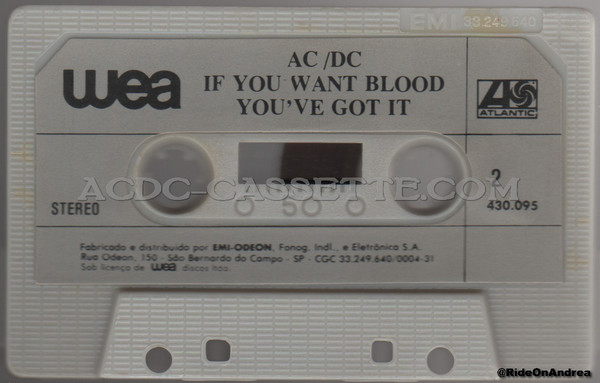 EMI 33.249.640
wea
AC /DC
IF YOU WANT BLOOD
YOU'VE GOT IT
ATLANTIC
ACDC-CASSETTE.COM
STEREO
50
2
430.095
Fabricado e distribuido por EMI-ODEON, Fonog. Indl., e Eletrônica S.A.
Rua Odeon, 150 - São Bernardo do Campo - SP - CGC 33.249.640/0004-31
Sob licença de wea discos ltda.
@RideOnAndrea